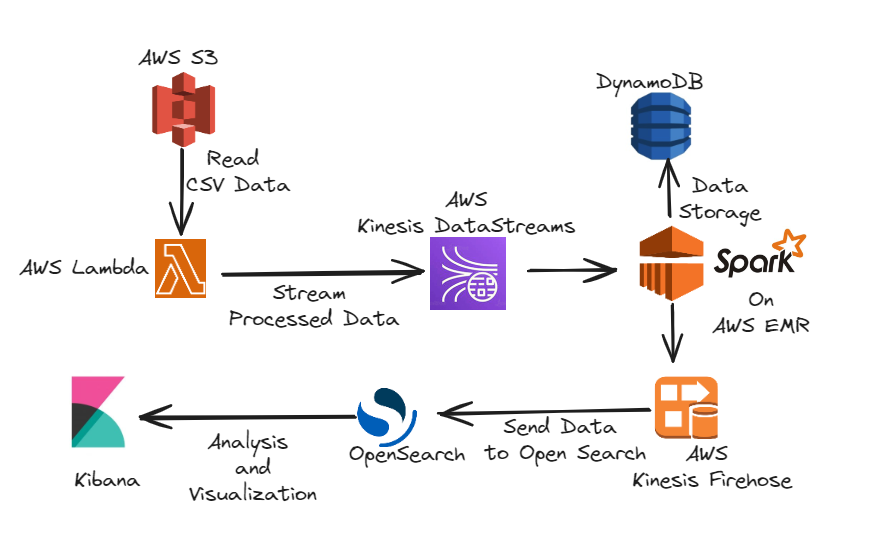 AWS S3
Read
CSV Data
DynamoDB
Data
Storage
AWS
Kinesis DataStreams
AWS Lambda
Stream
Processed Data
Spark
On
AWS EMR
Send Data
to Open Search
AWS
Kinesis Firehose
OpenSearch
Analysis
and
Visualization
Kibana